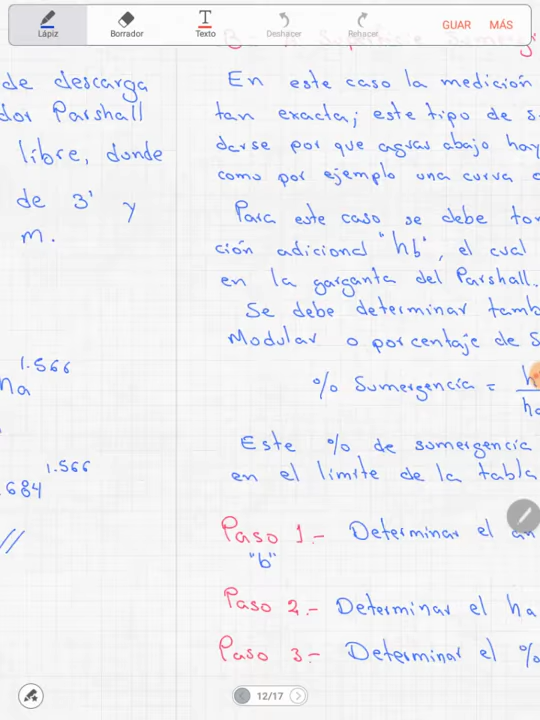 Lápiz
Borrador
Texto
Deshacer
Rehacer
GUAR
MÁS
de descarga
dor Parshall
libre, donde
de 3' y
m.
1.566
ha
.684 1.566
//
B.-
En este caso la medición
tan exacta; este tipo de s
darse por que aguas abajo hay
como por ejemplo una curva
Para este caso se debe tor
ción adicional "hb", el cual
en la garganta del Parshall.
Se debe determinar tamb
Modular o porcentaje de S
% Sumergencia = h
ha
Este % de sumergencia
en el límite de la tabla
Paso 1.- Determinar el an
"b"
Paso 2.- Determinar el ha
Paso 3.- Determinar el %
12/17